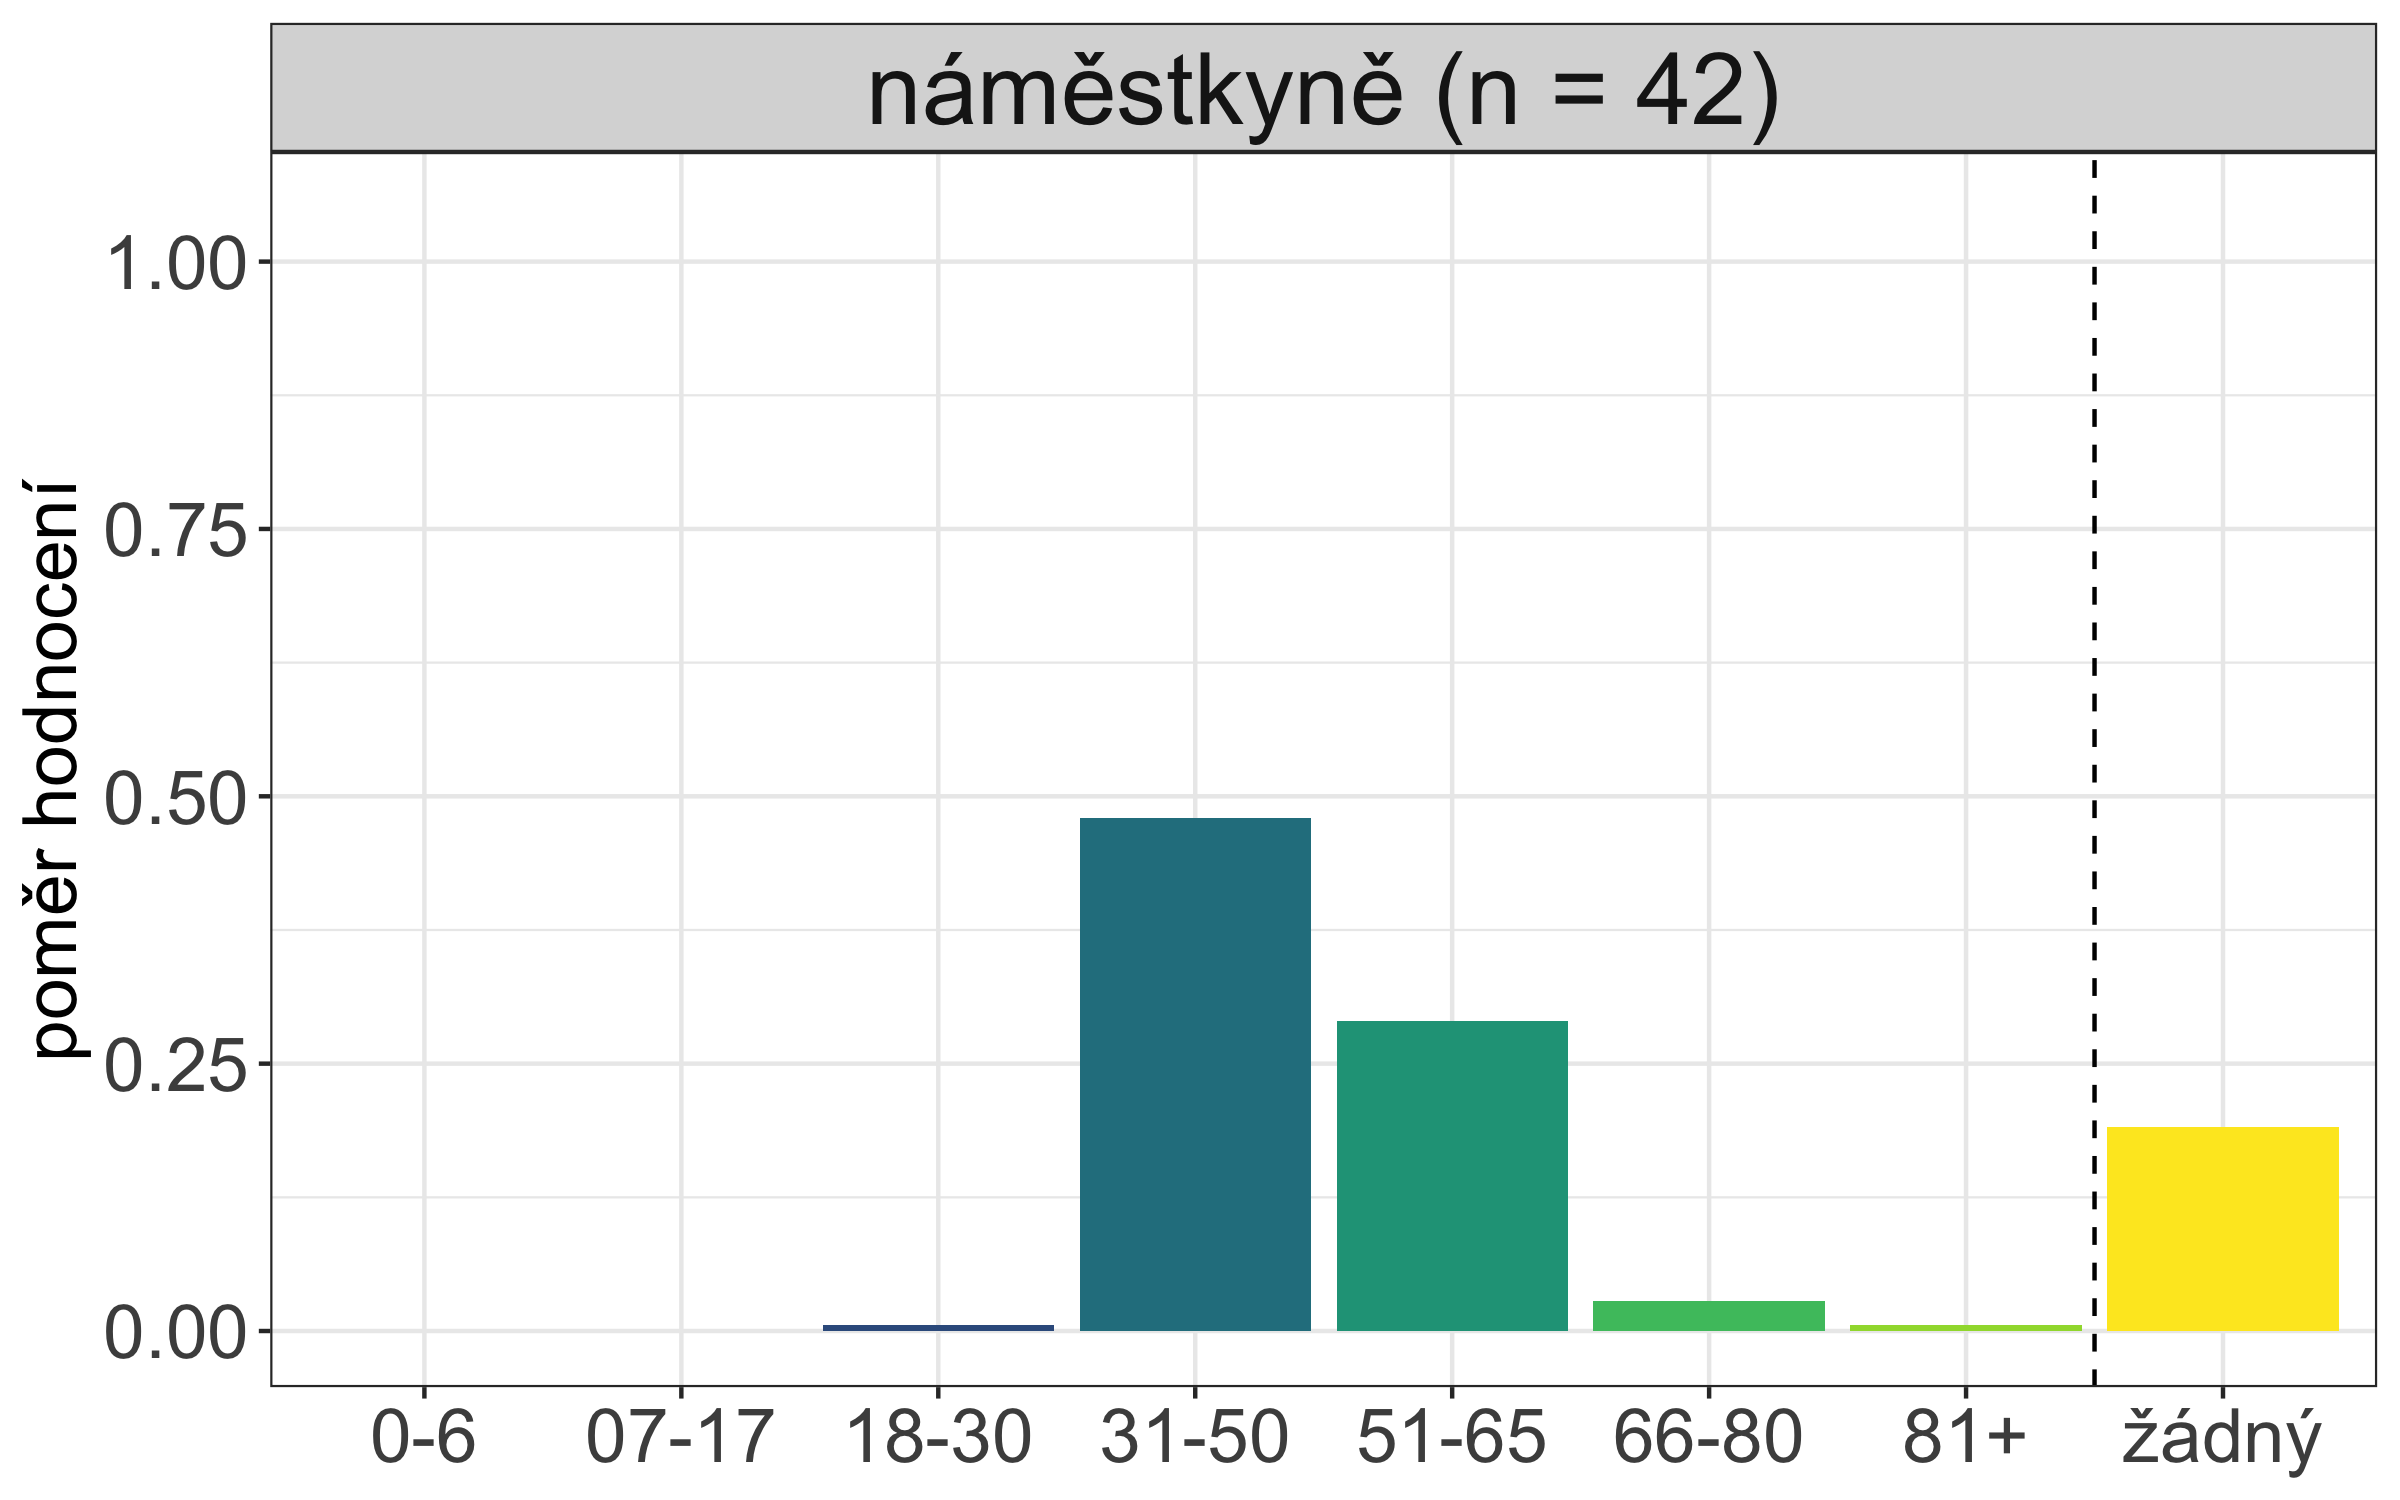 náměstkyně (n = 42)
poměr hodnocení
1.00
0.75
0.50
0.25
0.00
0-6 07-17 18-30 31-50 51-65 66-80 81+ žádný